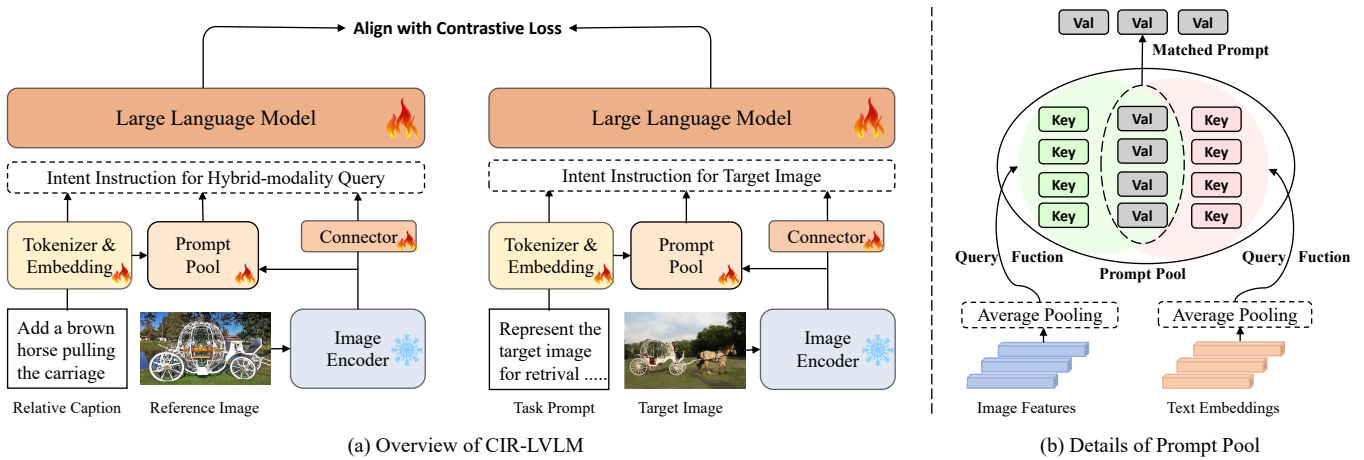 Align with Contrastive Loss
Large Language Model
Intent Instruction for Hybrid-modality Query
Tokenizer &
Embedding
Prompt
Pool
Connector
Add a brown
horse pulling
the carriage
Image
Encoder
Relative Caption
Reference Image
Large Language Model
Intent Instruction for Target Image
Tokenizer &
Embedding
Prompt
Pool
Connector
Represent the
target image
for retrival .....
Image
Encoder
Task Prompt
Target Image
(a) Overview of CIR-LVLM
Val Val Val
Matched Prompt
Key Val Key
Key Val Key
Key Val Key
Key Val Key
Query Fuction
Prompt Pool
Query Fuction
Average Pooling
Average Pooling
Image Features
Text Embeddings
(b) Details of Prompt Pool